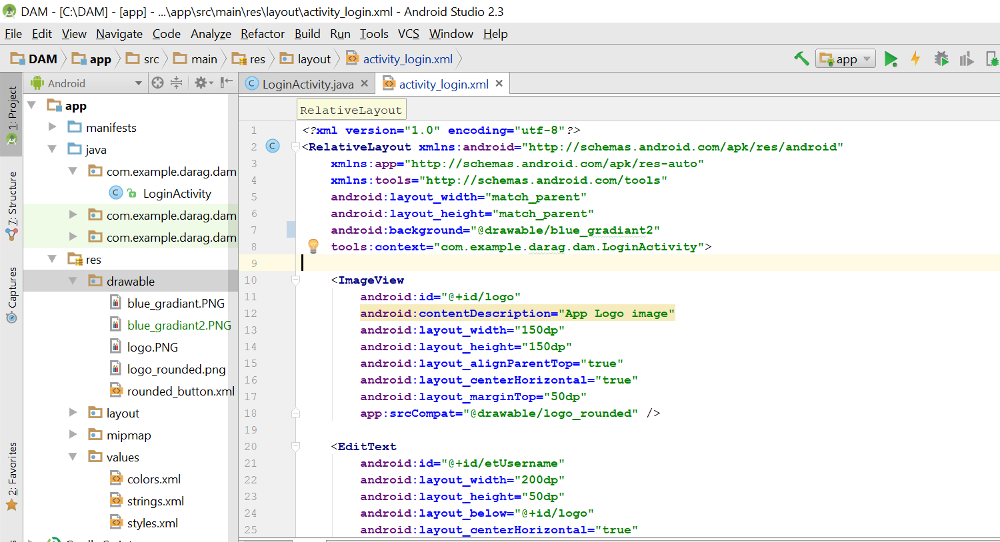 DAM - [C:\DAM] - [app] - ...\app\src\main\res\layout\activity_login.xml - Android Studio 2.3
File Edit View Navigate Code Analyze Refactor Build Run Tools VCS Window Help
DAM app src main res layout activity_login.xml app
Android
LoginActivity.java activity_login.xml
1: Project
7: Structure
Captures
2: Favorites
app
manifests
java
com.example.darag.dam
LoginActivity
com.example.darag.dam
com.example.darag.dam
res
drawable
blue_gradiant.PNG
blue_gradiant2.PNG
logo.PNG
logo_rounded.png
rounded_button.xml
layout
mipmap
values
colors.xml
strings.xml
styles.xml
RelativeLayout
1 <?xml version="1.0" encoding="utf-8"?>
2 <RelativeLayout xmlns:android="http://schemas.android.com/apk/res/android"
3 xmlns:app="http://schemas.android.com/apk/res-auto"
4 xmlns:tools="http://schemas.android.com/tools"
5 android:layout_width="match_parent"
6 android:layout_height="match_parent"
7 android:background="@drawable/blue_gradiant2"
8 tools:context="com.example.darag.dam.LoginActivity">
9
10 <ImageView
11 android:id="@+id/logo"
12 android:contentDescription="App Logo image"
13 android:layout_width="150dp"
14 android:layout_height="150dp"
15 android:layout_alignParentTop="true"
16 android:layout_centerHorizontal="true"
17 android:layout_marginTop="50dp"
18 app:srcCompat="@drawable/logo_rounded" />
19
20 <EditText
21 android:id="@+id/etUsername"
22 android:layout_width="200dp"
23 android:layout_height="50dp"
24 android:layout_below="@+id/logo"
25 android:layout_centerHorizontal="true"